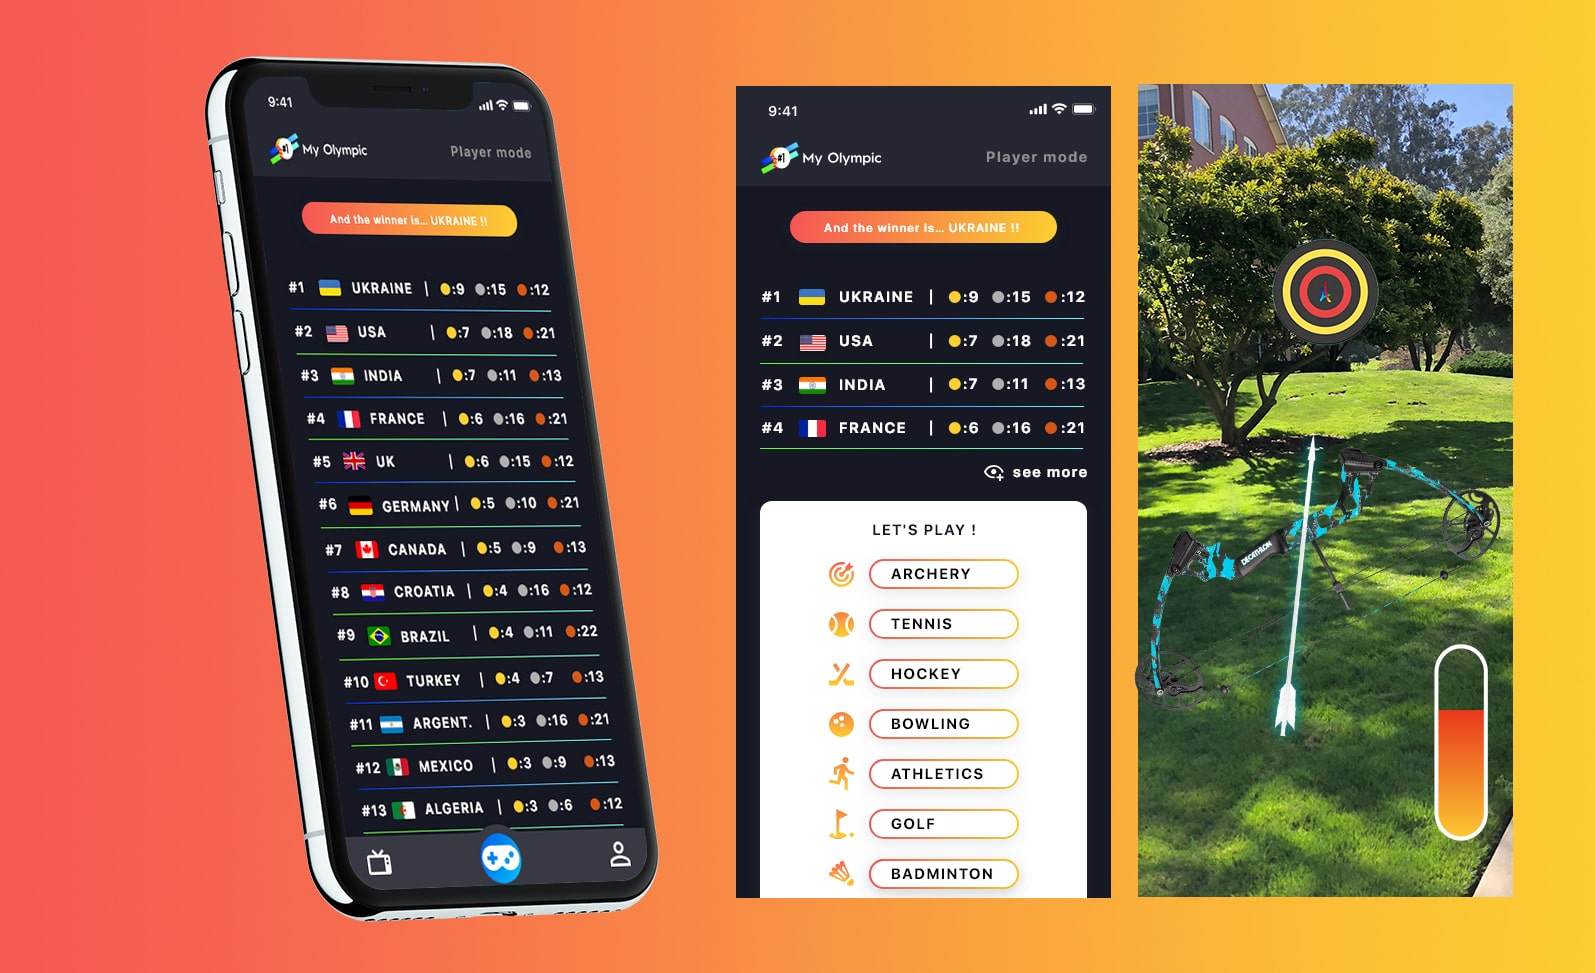 9:41
#1 My Olympic
Player mode
And the winner is... UKRAINE !!
#1 UKRAINE | :9 :15 :12
#2 USA | :7 :18 :21
#3 INDIA | :7 :11 :13
#4 FRANCE | :6 :16 :21
#5 UK | :6 :15 :12
#6 GERMANY | :5 :10 :21
#7 CANADA | :5 :9 :13
#8 CROATIA | :4 :16 :12
#9 BRAZIL | :4 :11 :22
#10 TURKEY | :4 :7 :13
#11 ARGENT. | :3 :16 :21
#12 MEXICO | :3 :9 :13
#13 ALGERIA | :3 :6 :12
9:41
#1 My Olympic
Player mode
And the winner is... UKRAINE !!
#1 UKRAINE | :9 :15 :12
#2 USA | :7 :18 :21
#3 INDIA | :7 :11 :13
#4 FRANCE | :6 :16 :21
see more
LET'S PLAY !
ARCHERY
TENNIS
HOCKEY
BOWLING
ATHLETICS
GOLF
BADMINTON
DECATHLON